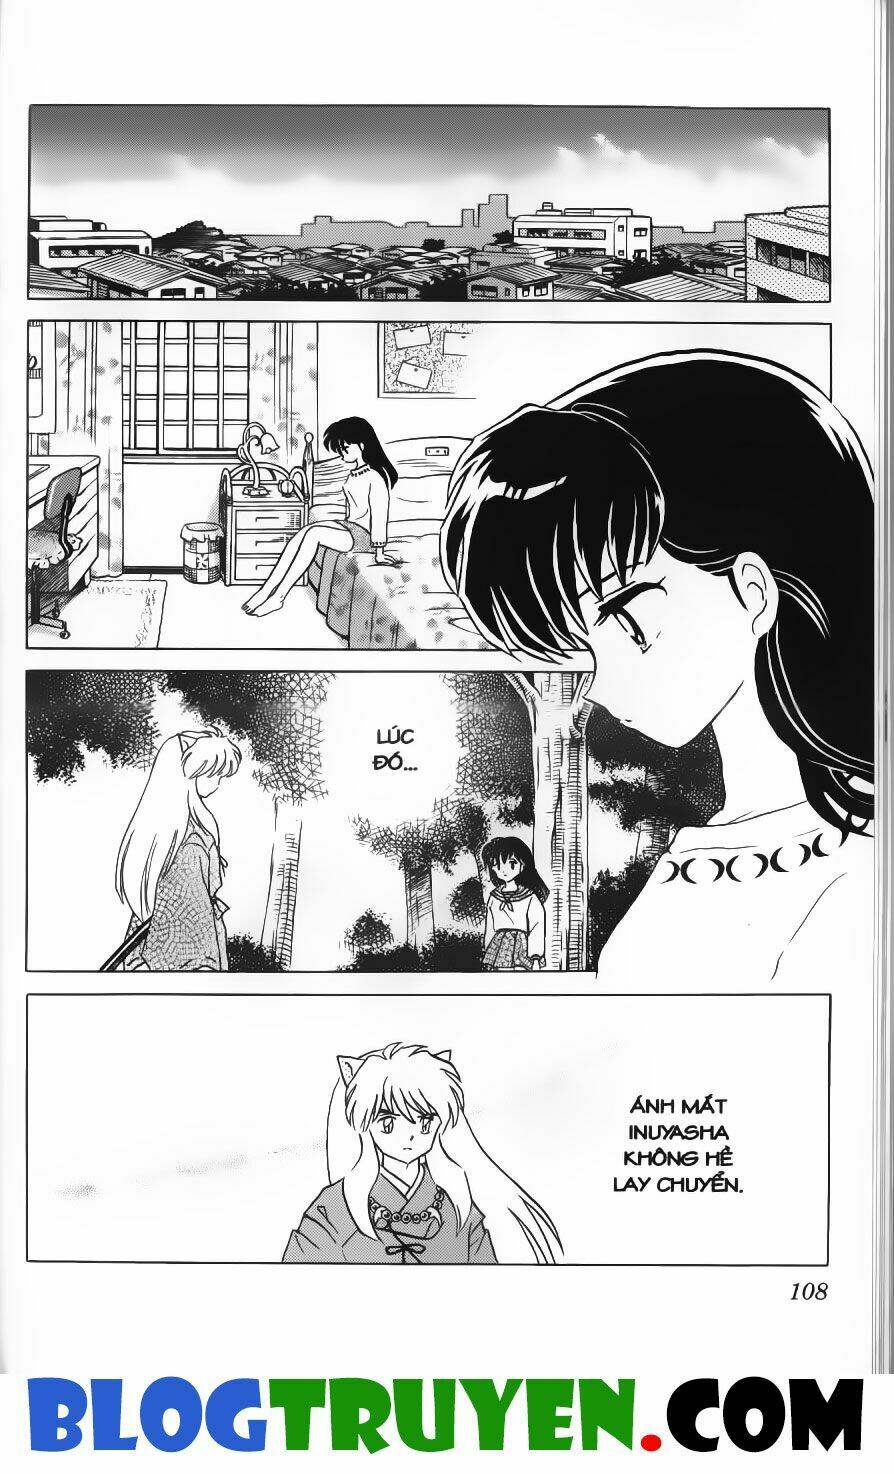 LÚC
ĐÓ...
ÁNH MẮT
INUYASHA
KHÔNG HỀ
LAY CHUYỂN.
108
BLOGTRUYEN.COM